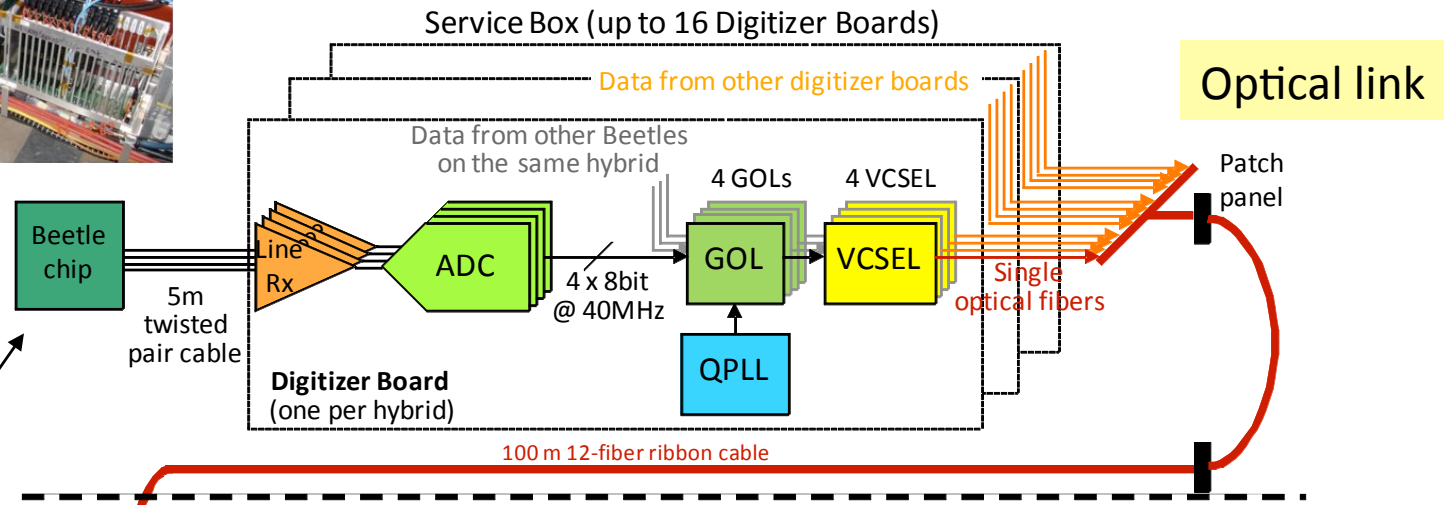 Service Box (up to 16 Digitizer Boards)
Data from other digitizer boards
Optical link
Data from other Beetles
on the same hybrid
4 GOLs
4 VCSEL
Patch
panel
Beetle
chip
Line
Rx
ADC
GOL
VCSEL
4 x 8bit
@ 40MHz
Single
optical fibers
5m
twisted
pair cable
QPLL
Digitizer Board
(one per hybrid)
100 m 12-fiber ribbon cable